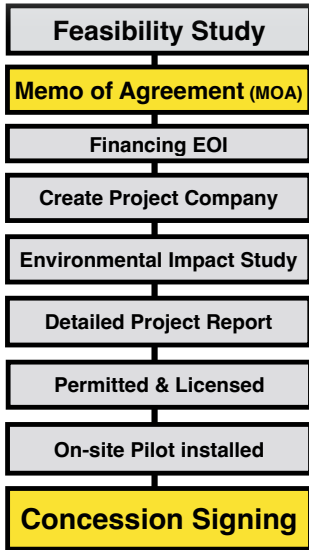 Feasibility Study
Memo of Agreement (MOA)
Financing EOI
Create Project Company
Environmental Impact Study
Detailed Project Report
Permitted & Licensed
On-site Pilot installed
Concession Signing